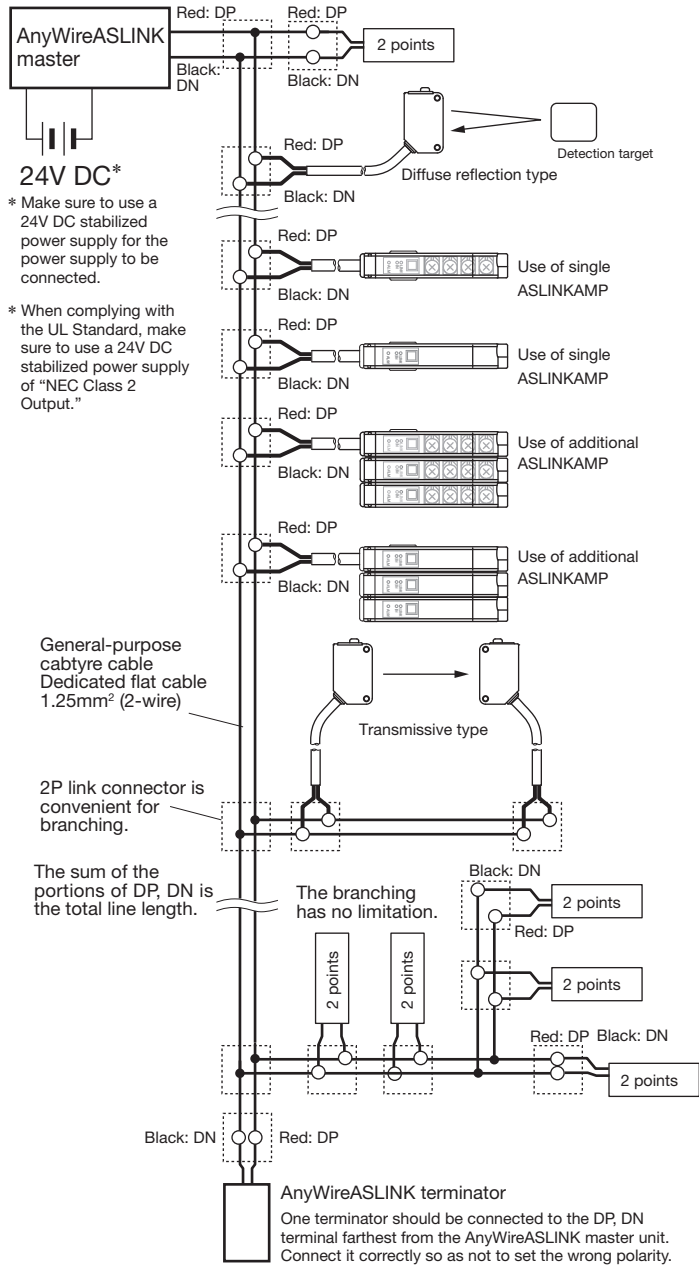 AnyWireASLINK
master
Red: DP
Red: DP
2 points
Black:
DN
Black: DN
24V DC*
* Make sure to use a
24V DC stabilized
power supply for the
power supply to be
connected.
* When complying with
the UL Standard, make
sure to use a 24V DC
stabilized power supply
of “NEC Class 2
Output.”
Red: DP
Black: DN
Diffuse reflection type
Detection target
Red: DP
Black: DN
Use of single
ASLINKAMP
Red: DP
Black: DN
Use of single
ASLINKAMP
Red: DP
Black: DN
Use of additional
ASLINKAMP
Red: DP
Black: DN
Use of additional
ASLINKAMP
General-purpose
cabtyre cable
Dedicated flat cable
1.25mm² (2-wire)
Transmissive type
2P link connector is
convenient for
branching.
The sum of the
portions of DP, DN is
the total line length.
The branching
has no limitation.
Black: DN
2 points
Red: DP
2 points
2 points
2 points
Red: DP
Black: DN
2 points
Black: DN
Red: DP
AnyWireASLINK terminator
One terminator should be connected to the DP, DN
terminal farthest from the AnyWireASLINK master unit.
Connect it correctly so as not to set the wrong polarity.